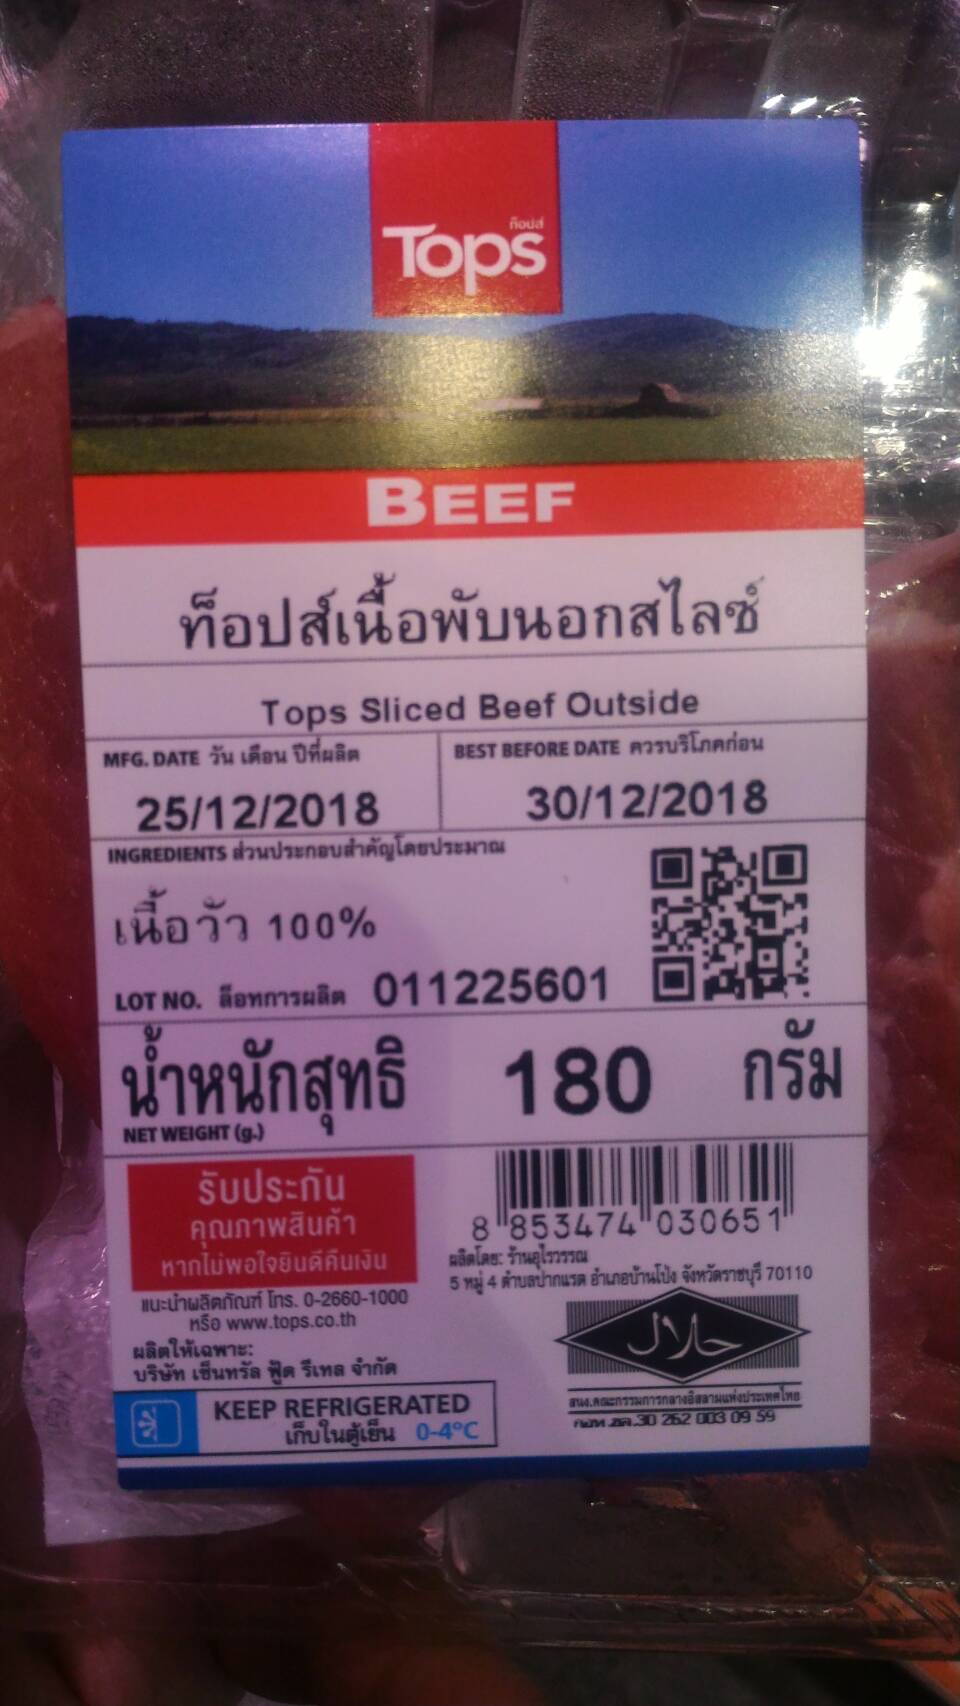 ท็อปส์
Tops
BEEF
ท็อปส์เนื้อพับนอกสไลซ์
Tops Sliced Beef Outside
MFG. DATE วัน เดือน ปีที่ผลิต
BEST BEFORE DATE ควรบริโภคก่อน
25/12/2018
30/12/2018
INGREDIENTS ส่วนประกอบสำคัญโดยประมาณ
เนื้อวัว 100%
LOT NO. ล็อทการผลิต 011225601
น้ำหนักสุทธิ 180 กรัม
NET WEIGHT (g.)
รับประกัน
คุณภาพสินค้า
หากไม่พอใจยินดีคืนเงิน
แนะนำผลิตภัณฑ์ โทร. 0-2660-1000
หรือ www.tops.co.th
ผลิตให้เฉพาะ:
บริษัท เซ็นทรัล ฟู้ด รีเทล จำกัด
KEEP REFRIGERATED
เก็บในตู้เย็น 0-4°C
8 853474 030651
ผลิตโดย: ร้านอุไรวรรณ
5 หมู่ 4 ตำบลปากแรต อำเภอบ้านโป่ง จังหวัดราชบุรี 70110
حلال
สนง.คณะกรรมการกลางอิสลามแห่งประเทศไทย
กอท.ฮล.30 262 003 09 59